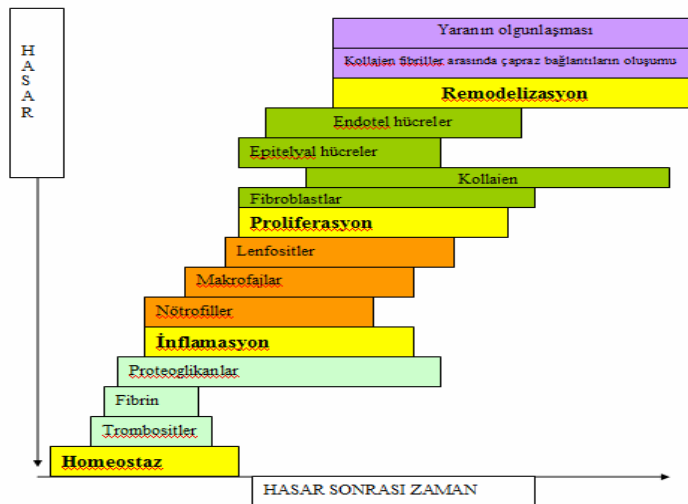 H
A
S
A
R
Yaranın olgunlaşması
Kollajen fibriller arasında çapraz bağlantıların oluşumu
Remodelizasyon
Endotel hücreler
Epitelyal hücreler
Kollajen
Fibroblastlar
Proliferasyon
Lenfositler
Makrofajlar
Nötrofiller
İnflamasyon
Proteoglikanlar
Fibrin
Trombositler
Homeostaz
HASAR SONRASI ZAMAN